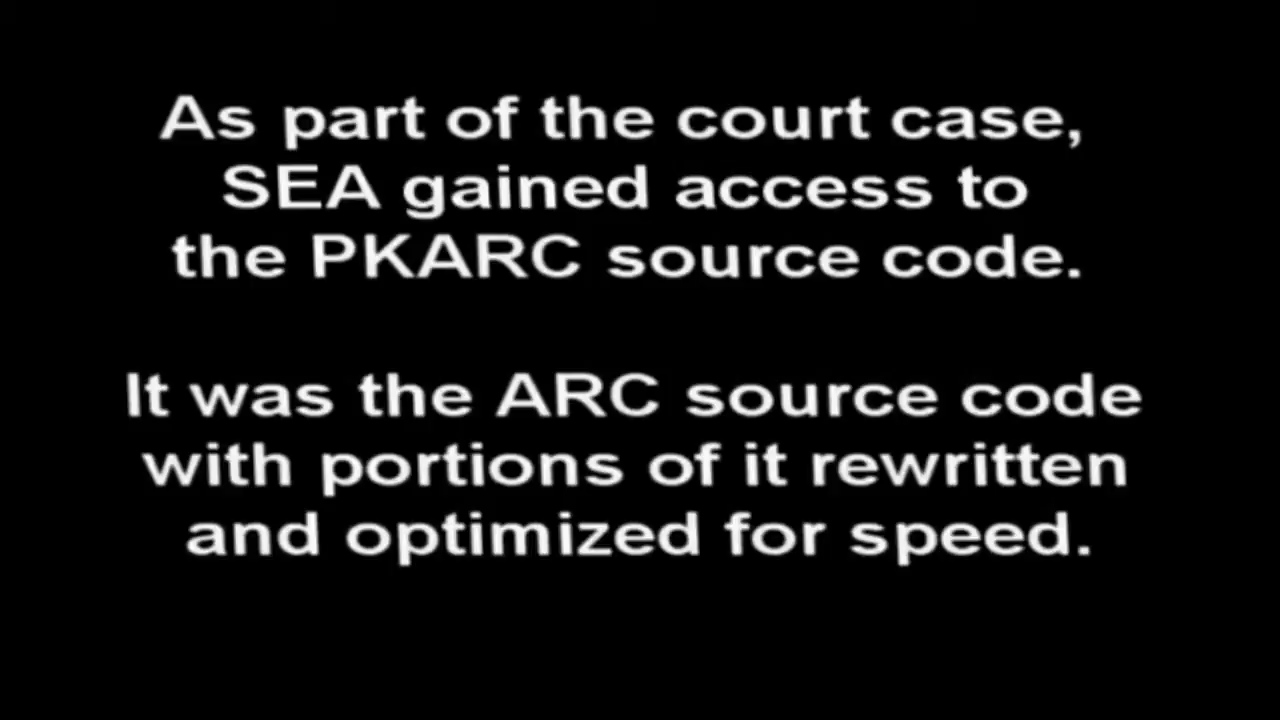 As part of the court case,
SEA gained access to
the PKARC source code.
It was the ARC source code
with portions of it rewritten
and optimized for speed.